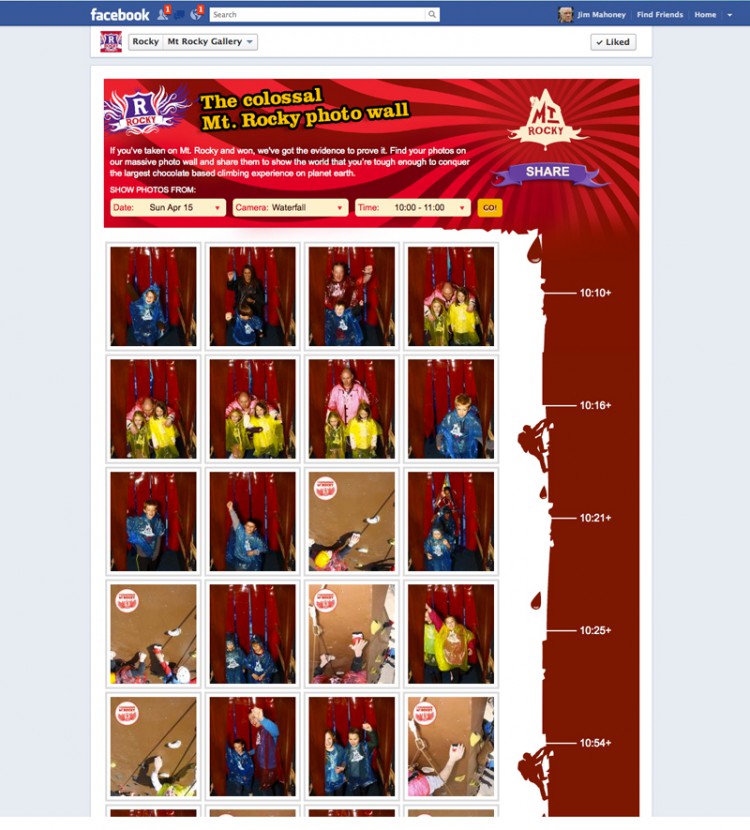 facebook
1
1
Search
Jim Mahoney
Find Friends
Home
Rocky
Mt Rocky Gallery
✓ Liked
R
ROCKY
The colossal
Mt. Rocky photo wall
Mt
ROCKY
If you've taken on Mt. Rocky and won, we've got the evidence to prove it. Find your photos on
our massive photo wall and share them to show the world that you're tough enough to conquer
the largest chocolate based climbing experience on planet earth.
SHARE
SHOW PHOTOS FROM:
Date: Sun Apr 15
Camera: Waterfall
Time: 10:00 - 11:00
GO!
10:10+
10:16+
10:21+
10:25+
10:54+